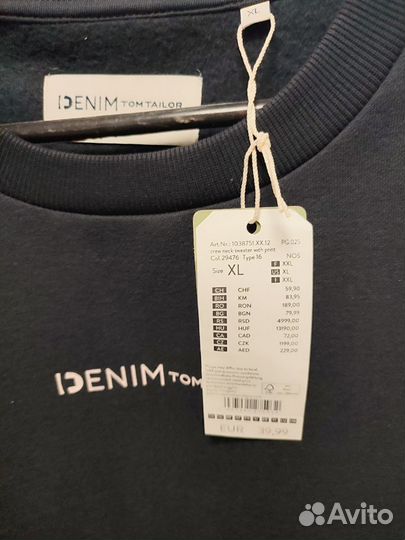 XL
DENIM TOM TAILOR
Art.Nr.: 1038751.XX.12 PG 025
crew neck sweater with print
Col. 29476 Type 16 NOS
Size XL
F XXL
US XL
I XXL
CH CHF 59,90
BIH KM 83,95
RO RON 189,00
BG BGN 79,99
RS RSD 4999,00
HU HUF 13190,00
CA CAD 72,00
CZ CZK 1199,00
AE AED 229,00
DENIM TOM
EUR 39,99
Avito